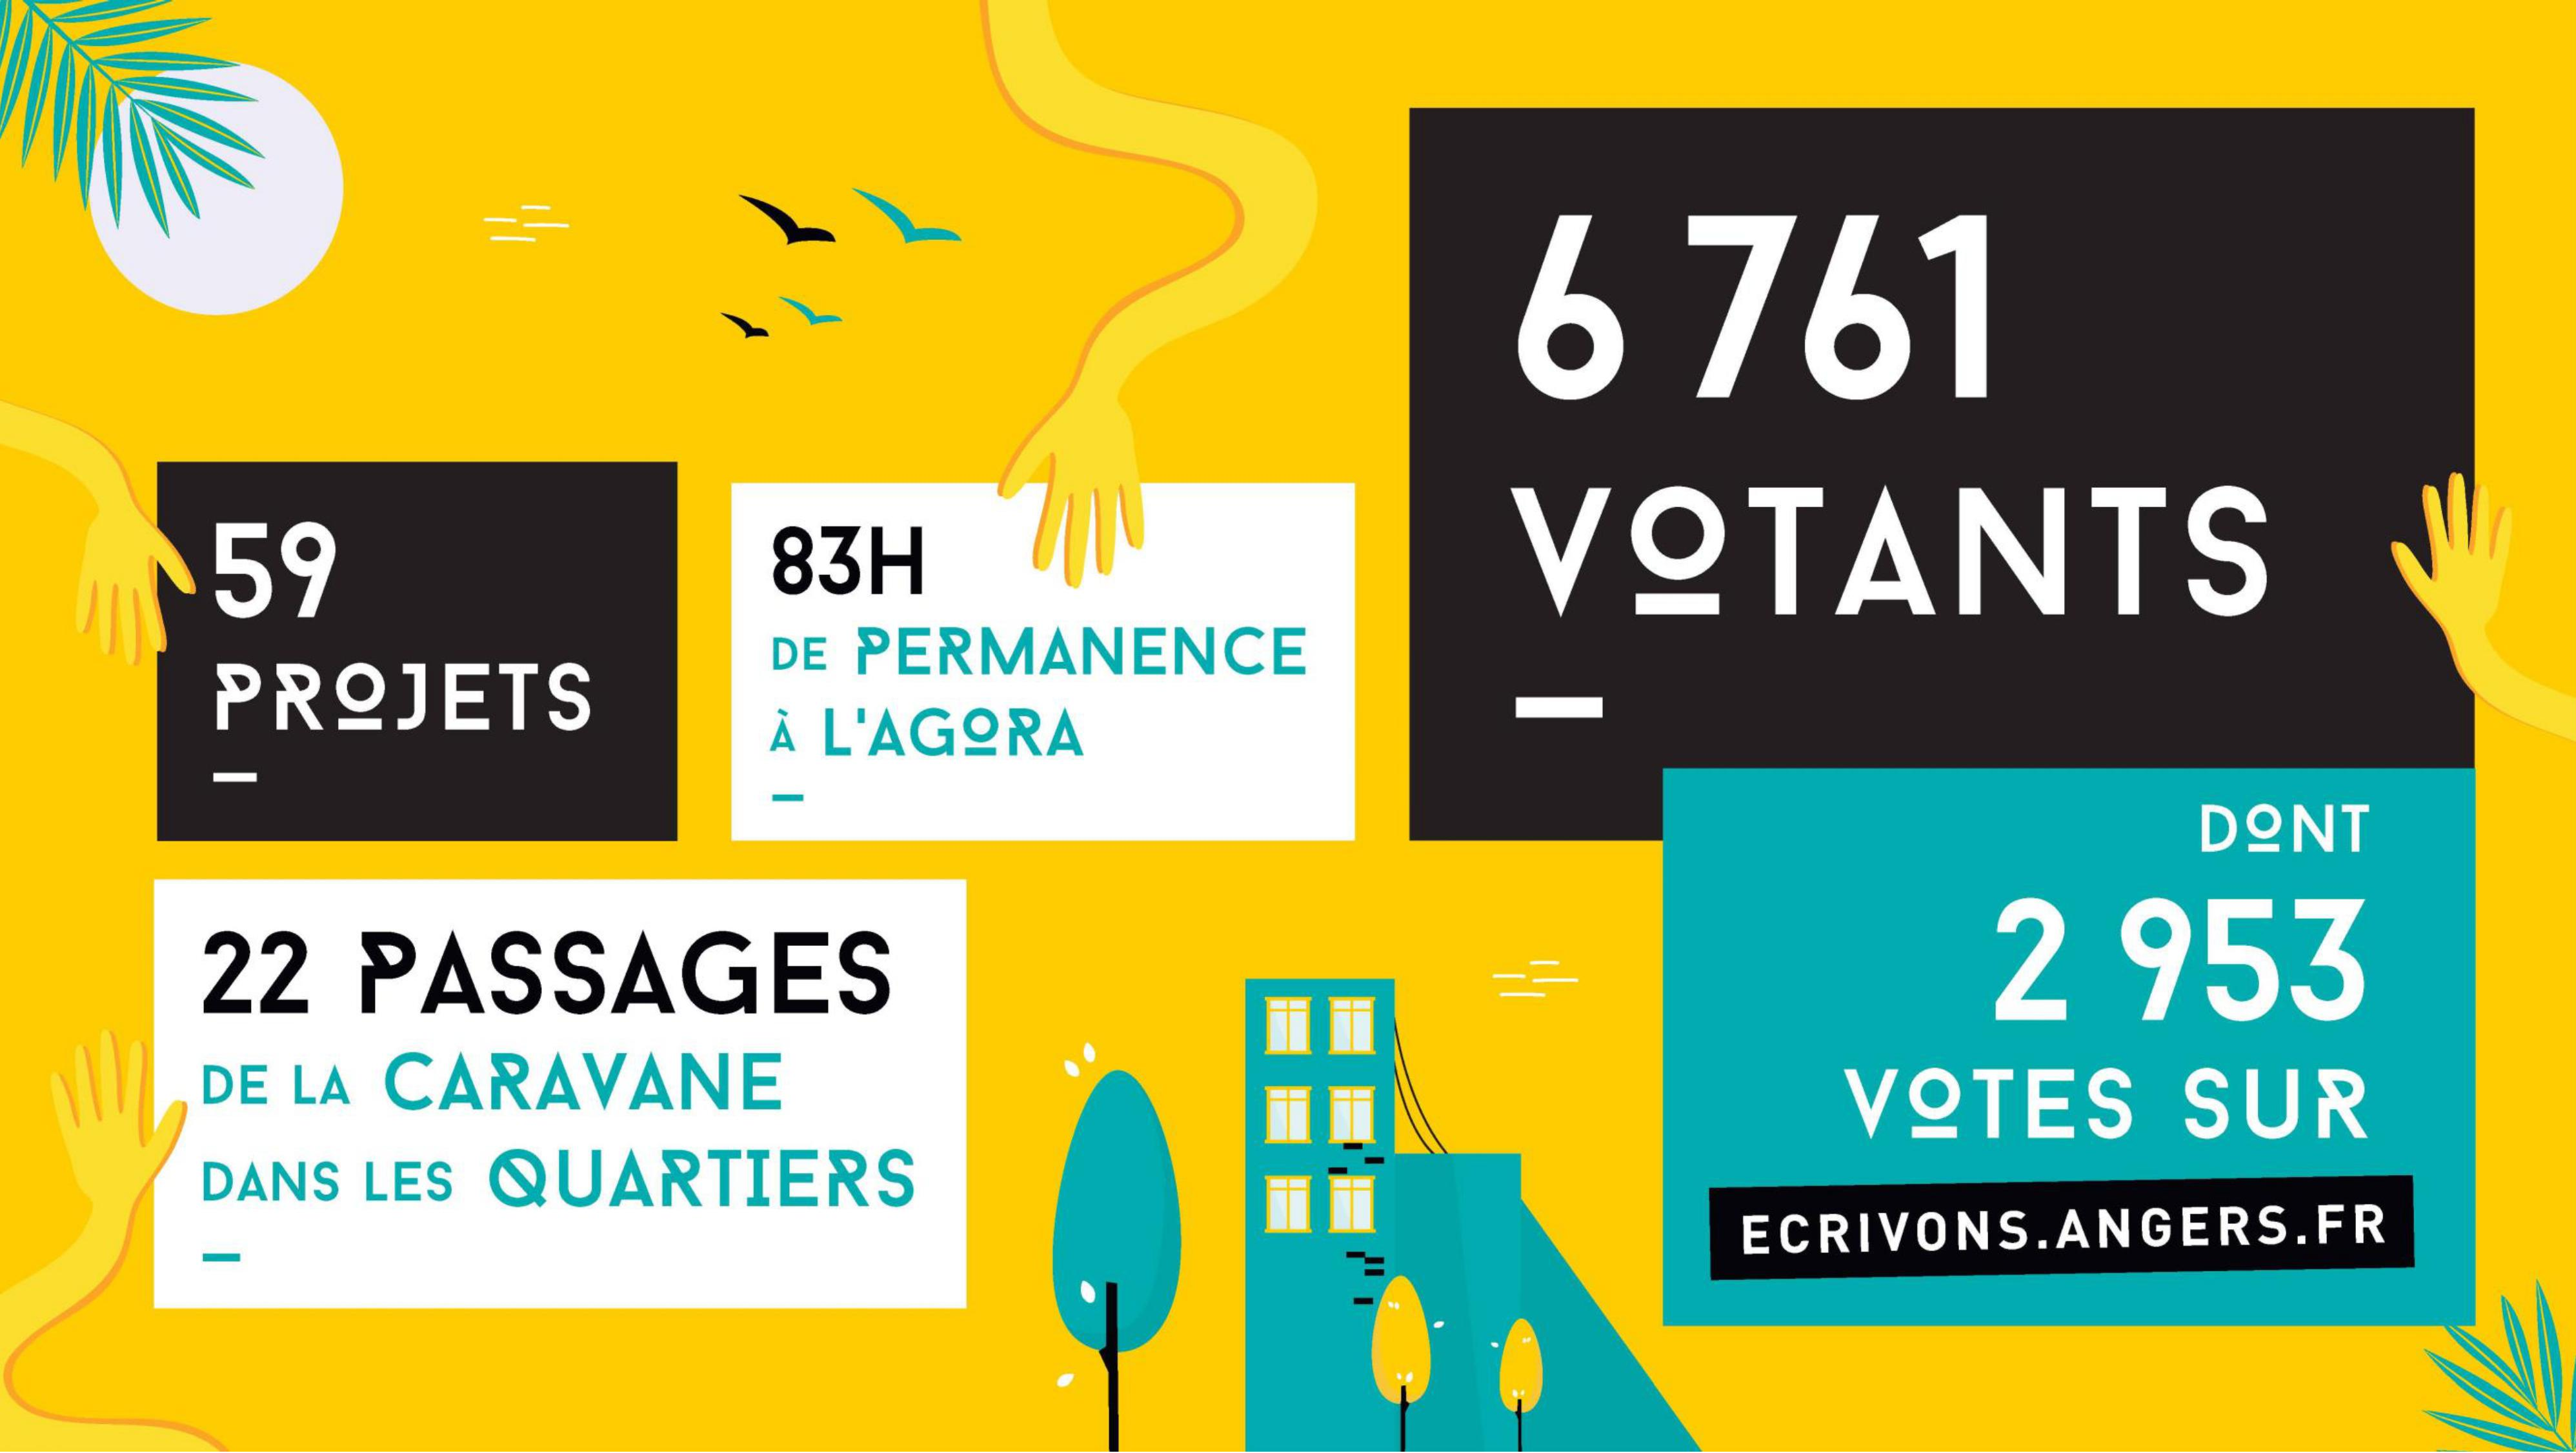 59
PROJETS
83H
DE PERMANENCE
À L'AGORA
6 761
VOTANTS
DONT
2 953
VOTES SUR
ECRIVONS.ANGERS.FR
22 PASSAGES
DE LA CARAVANE
DANS LES QUARTIERS